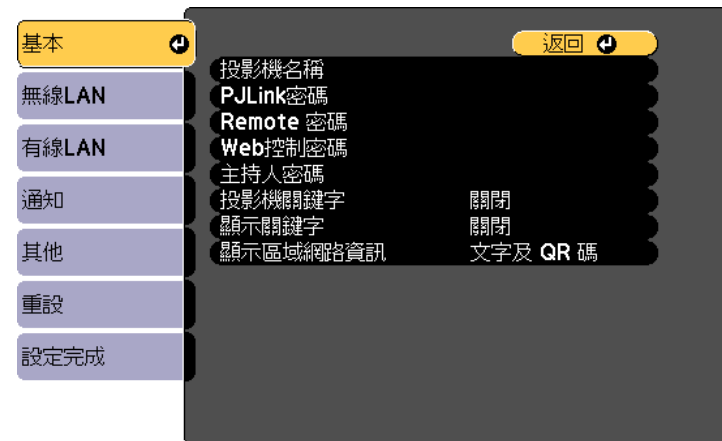 基本
無線LAN
有線LAN
通知
其他
重設
設定完成
返回
投影機名稱
PJLink密碼
Remote 密碼
Web控制密碼
主持人密碼
投影機關鍵字 關閉
顯示關鍵字 關閉
顯示區域網路資訊 文字及 QR 碼